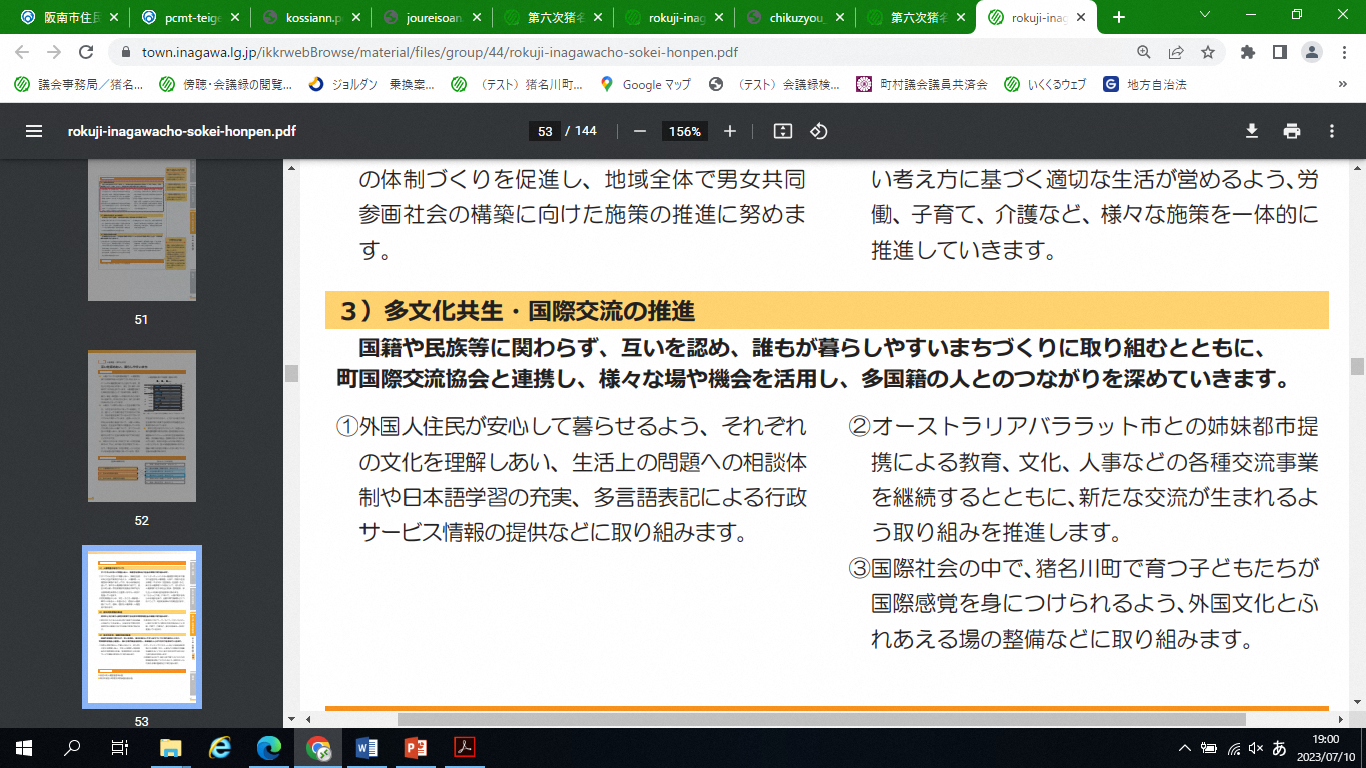 阪南市住民
pcmt-teige
kossiann.p
joureisoan.
第六次猪名
rokuji-inag
chikuzyou_
第六次猪名
rokuji-inag
town.inagawa.lg.jp/ikkrwebBrowse/material/files/group/44/rokuji-inagawacho-sokei-honpen.pdf
議会事務局／猪名...
傍聴・会議録の閲覧...
ジョルダン 乗換案...
（テスト）猪名川町...
Google マップ
（テスト）会議録検...
町村議会議員共済会
いくくるウェブ
地方自治法
»
rokuji-inagawacho-sokei-honpen.pdf
53 / 144
156%
51
52
53
の体制づくりを促進し、地域全体で男女共同
参画社会の構築に向けた施策の推進に努めま
す。
い考え方に基づく適切な生活が営めるよう、労
働、子育て、介護など、様々な施策を一体的に
推進していきます。
３）多文化共生・国際交流の推進
国籍や民族等に関わらず、互いを認め、誰もが暮らしやすいまちづくりに取り組むとともに、
町国際交流協会と連携し、様々な場や機会を活用し、多国籍の人とのつながりを深めていきます。
①外国人住民が安心して暮らせるよう、それぞれ
の文化を理解しあい、生活上の問題への相談体
制や日本語学習の充実、多言語表記による行政
サービス情報の提供などに取り組みます。
②オーストラリアバララット市との姉妹都市提
携による教育、文化、人事などの各種交流事業
を継続するとともに、新たな交流が生まれるよ
う取り組みを推進します。
③国際社会の中で、猪名川町で育つ子どもたちが
国際感覚を身につけられるよう、外国文化とふ
れあえる場の整備などに取り組みます。
あ
19:00
2023/07/10